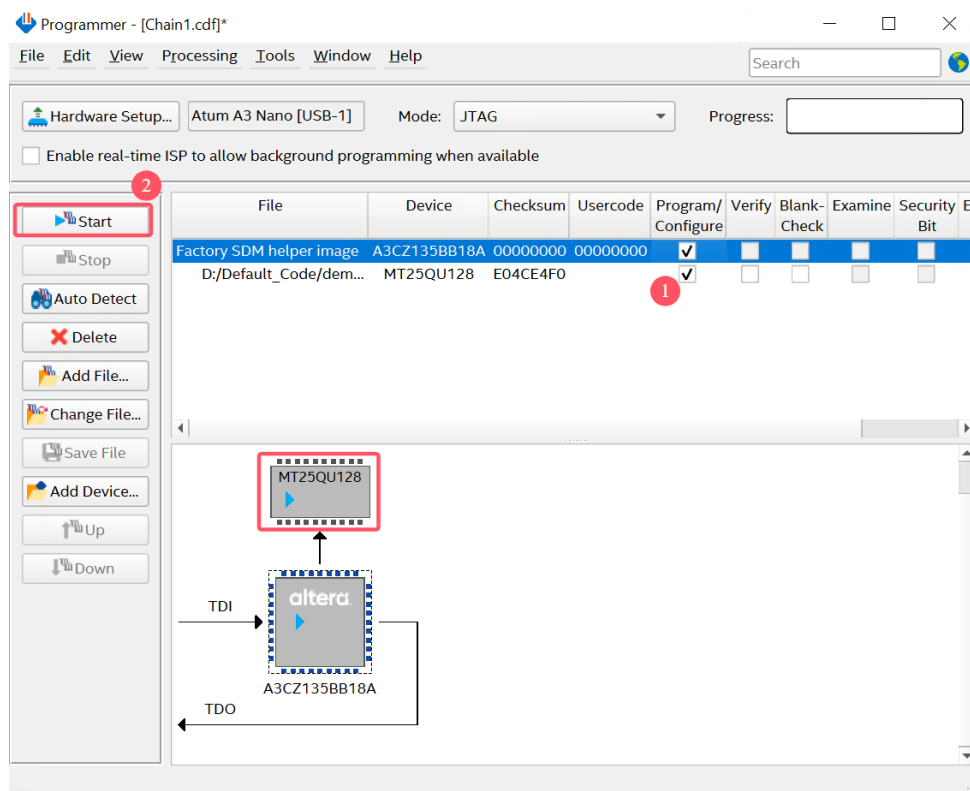 Programmer - [Chain1.cdf]*
File Edit View Processing Tools Window Help
Search
Hardware Setup... Atum A3 Nano [USB-1] Mode: JTAG Progress:
Enable real-time ISP to allow background programming when available
2
Start
Stop
Auto Detect
Delete
Add File...
Change File...
Save File
Add Device...
Up
Down
File Device Checksum Usercode Program/ Verify Blank- Examine Security E
Configure Check Bit
Factory SDM helper image A3CZ135BB18A 00000000 00000000
D:/Default_Code/dem... MT25QU128 E04CE4F0
1
MT25QU128
altera
TDI
A3CZ135BB18A
TDO